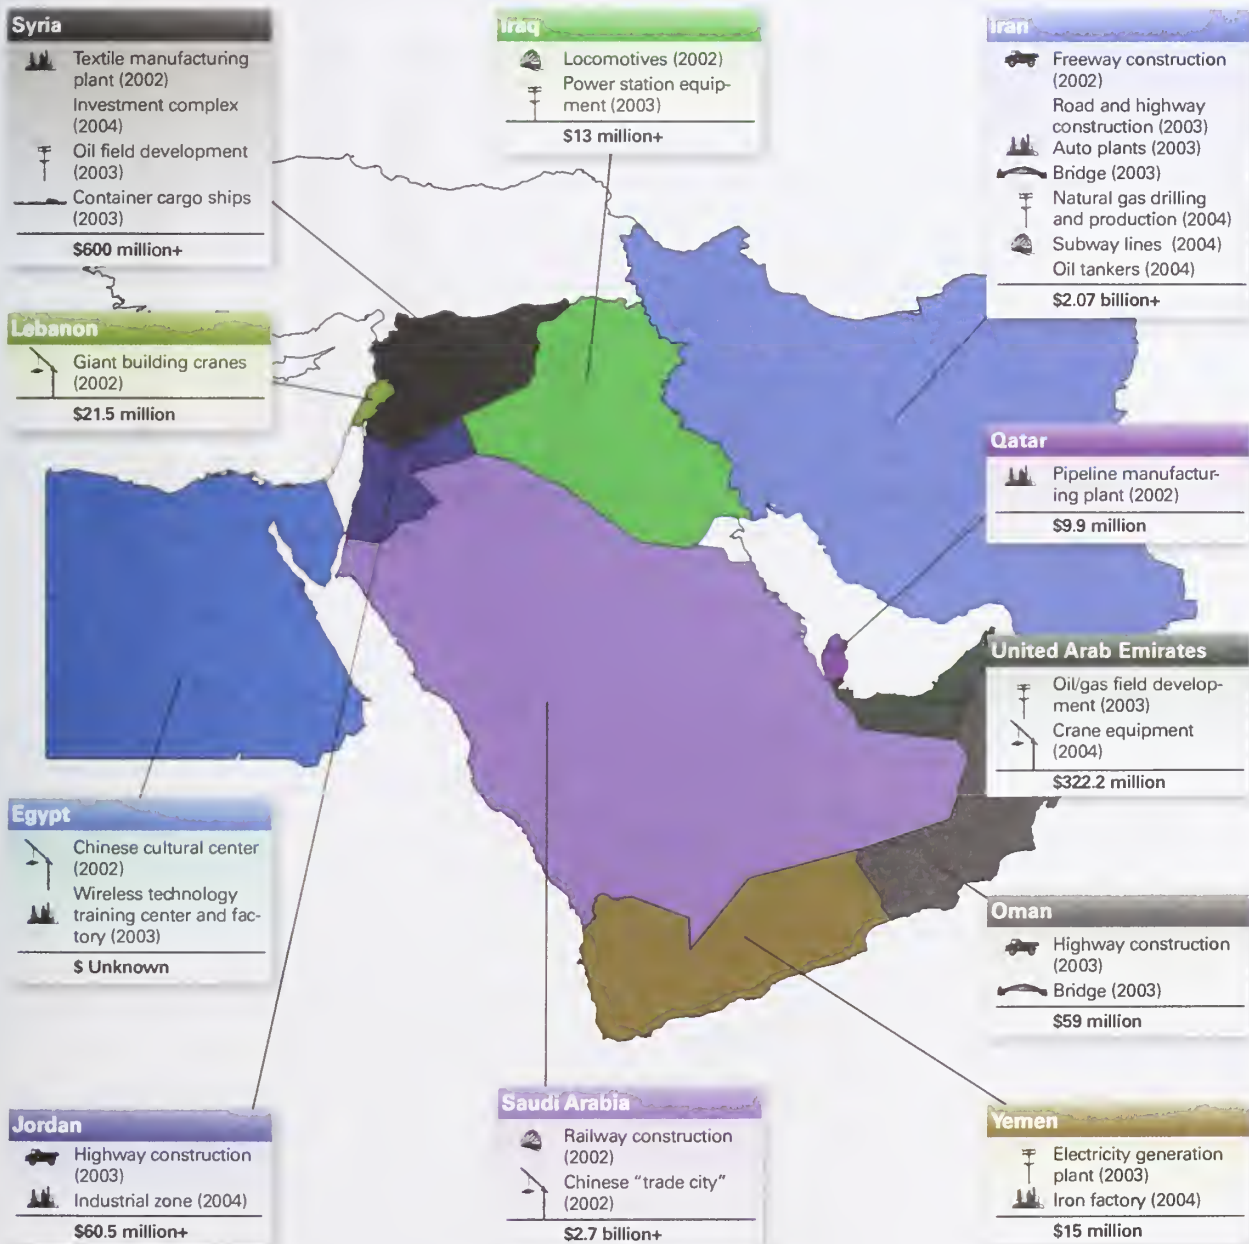 Syria
Textile manufacturing
plant (2002)
Investment complex
(2004)
Oil field development
(2003)
Container cargo ships
(2003)
$600 million+
Iraq
Locomotives (2002)
Power station equip-
ment (2003)
$13 million+
Iran
Freeway construction
(2002)
Road and highway
construction (2003)
Auto plants (2003)
Bridge (2003)
Natural gas drilling
and production (2004)
Subway lines (2004)
Oil tankers (2004)
$2.07 billion+
Lebanon
Giant building cranes
(2002)
$21.5 million
Qatar
Pipeline manufactur-
ing plant (2002)
$9.9 million
United Arab Emirates
Oil/gas field develop-
ment (2003)
Crane equipment
(2004)
$322.2 million
Egypt
Chinese cultural center
(2002)
Wireless technology
training center and fac-
tory (2003)
$ Unknown
Oman
Highway construction
(2003)
Bridge (2003)
$59 million
Jordan
Highway construction
(2003)
Industrial zone (2004)
$60.5 million+
Saudi Arabia
Railway construction
(2002)
Chinese “trade city”
(2002)
$2.7 billion+
Yemen
Electricity generation
plant (2003)
Iron factory (2004)
$15 million